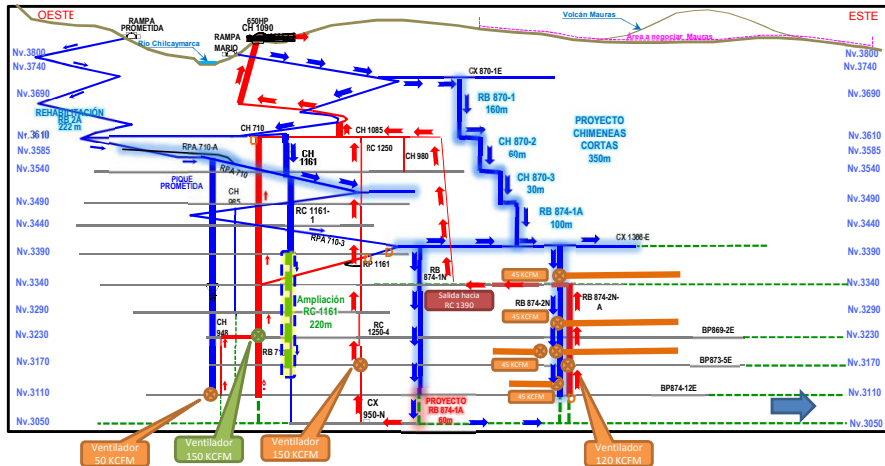 OESTE
RAMPA
PROMETIDA
650HP
CH 1090
Volcán Mauras
ESTE
RAMPA
MARIO
Rio Chilcaymarca
Area a negociar Mauras
Nv.3800
Nv.3740
Nv.3690
Nv.3610
Nv.3585
Nv.3540
Nv.3490
Nv.3440
Nv.3390
Nv.3340
Nv.3290
Nv.3230
Nv.3170
Nv.3110
Nv.3050
Nv.3800
Nv.3740
Nv.3690
Nv.3610
Nv.3585
Nv.3540
Nv.3490
Nv.3440
Nv.3390
Nv.3340
Nv.3290
Nv.3230
Nv.3170
Nv.3110
Nv.3050
CX 870-1E
RB 870-1
160m
REHABILITACIÓN
RB 2A
222 m
PROYECTO
CHIMENEAS
CORTAS
350m
CH 710
CH 1085
CH 870-2
60m
RPA 710-A
RPA 710
CH
1161
RC 1250
CH 980
CH 870-3
30m
PIQUE
PROMETIDA
CH
985
RC 1161-
1
RB 874-1A
100m
RPA 710-3
CX 1366-E
RP 1161
RB
874-1N
45 KCFM
Salida hacia
RC 1390
RB 874-2N
RB 874-2N-
A
Ampliación
RC-1161
220m
45 KCFM
CH
948
RC
1250-4
BP869-2E
RB 71
45 KCFM
BP873-5E
BP874-12E
45 KCFM
CX
950-N
PROYECTO
RB 874-1A
60m
Ventilador
50 KCFM
Ventilador
150 KCFM
Ventilador
150 KCFM
Ventilador
120 KCFM